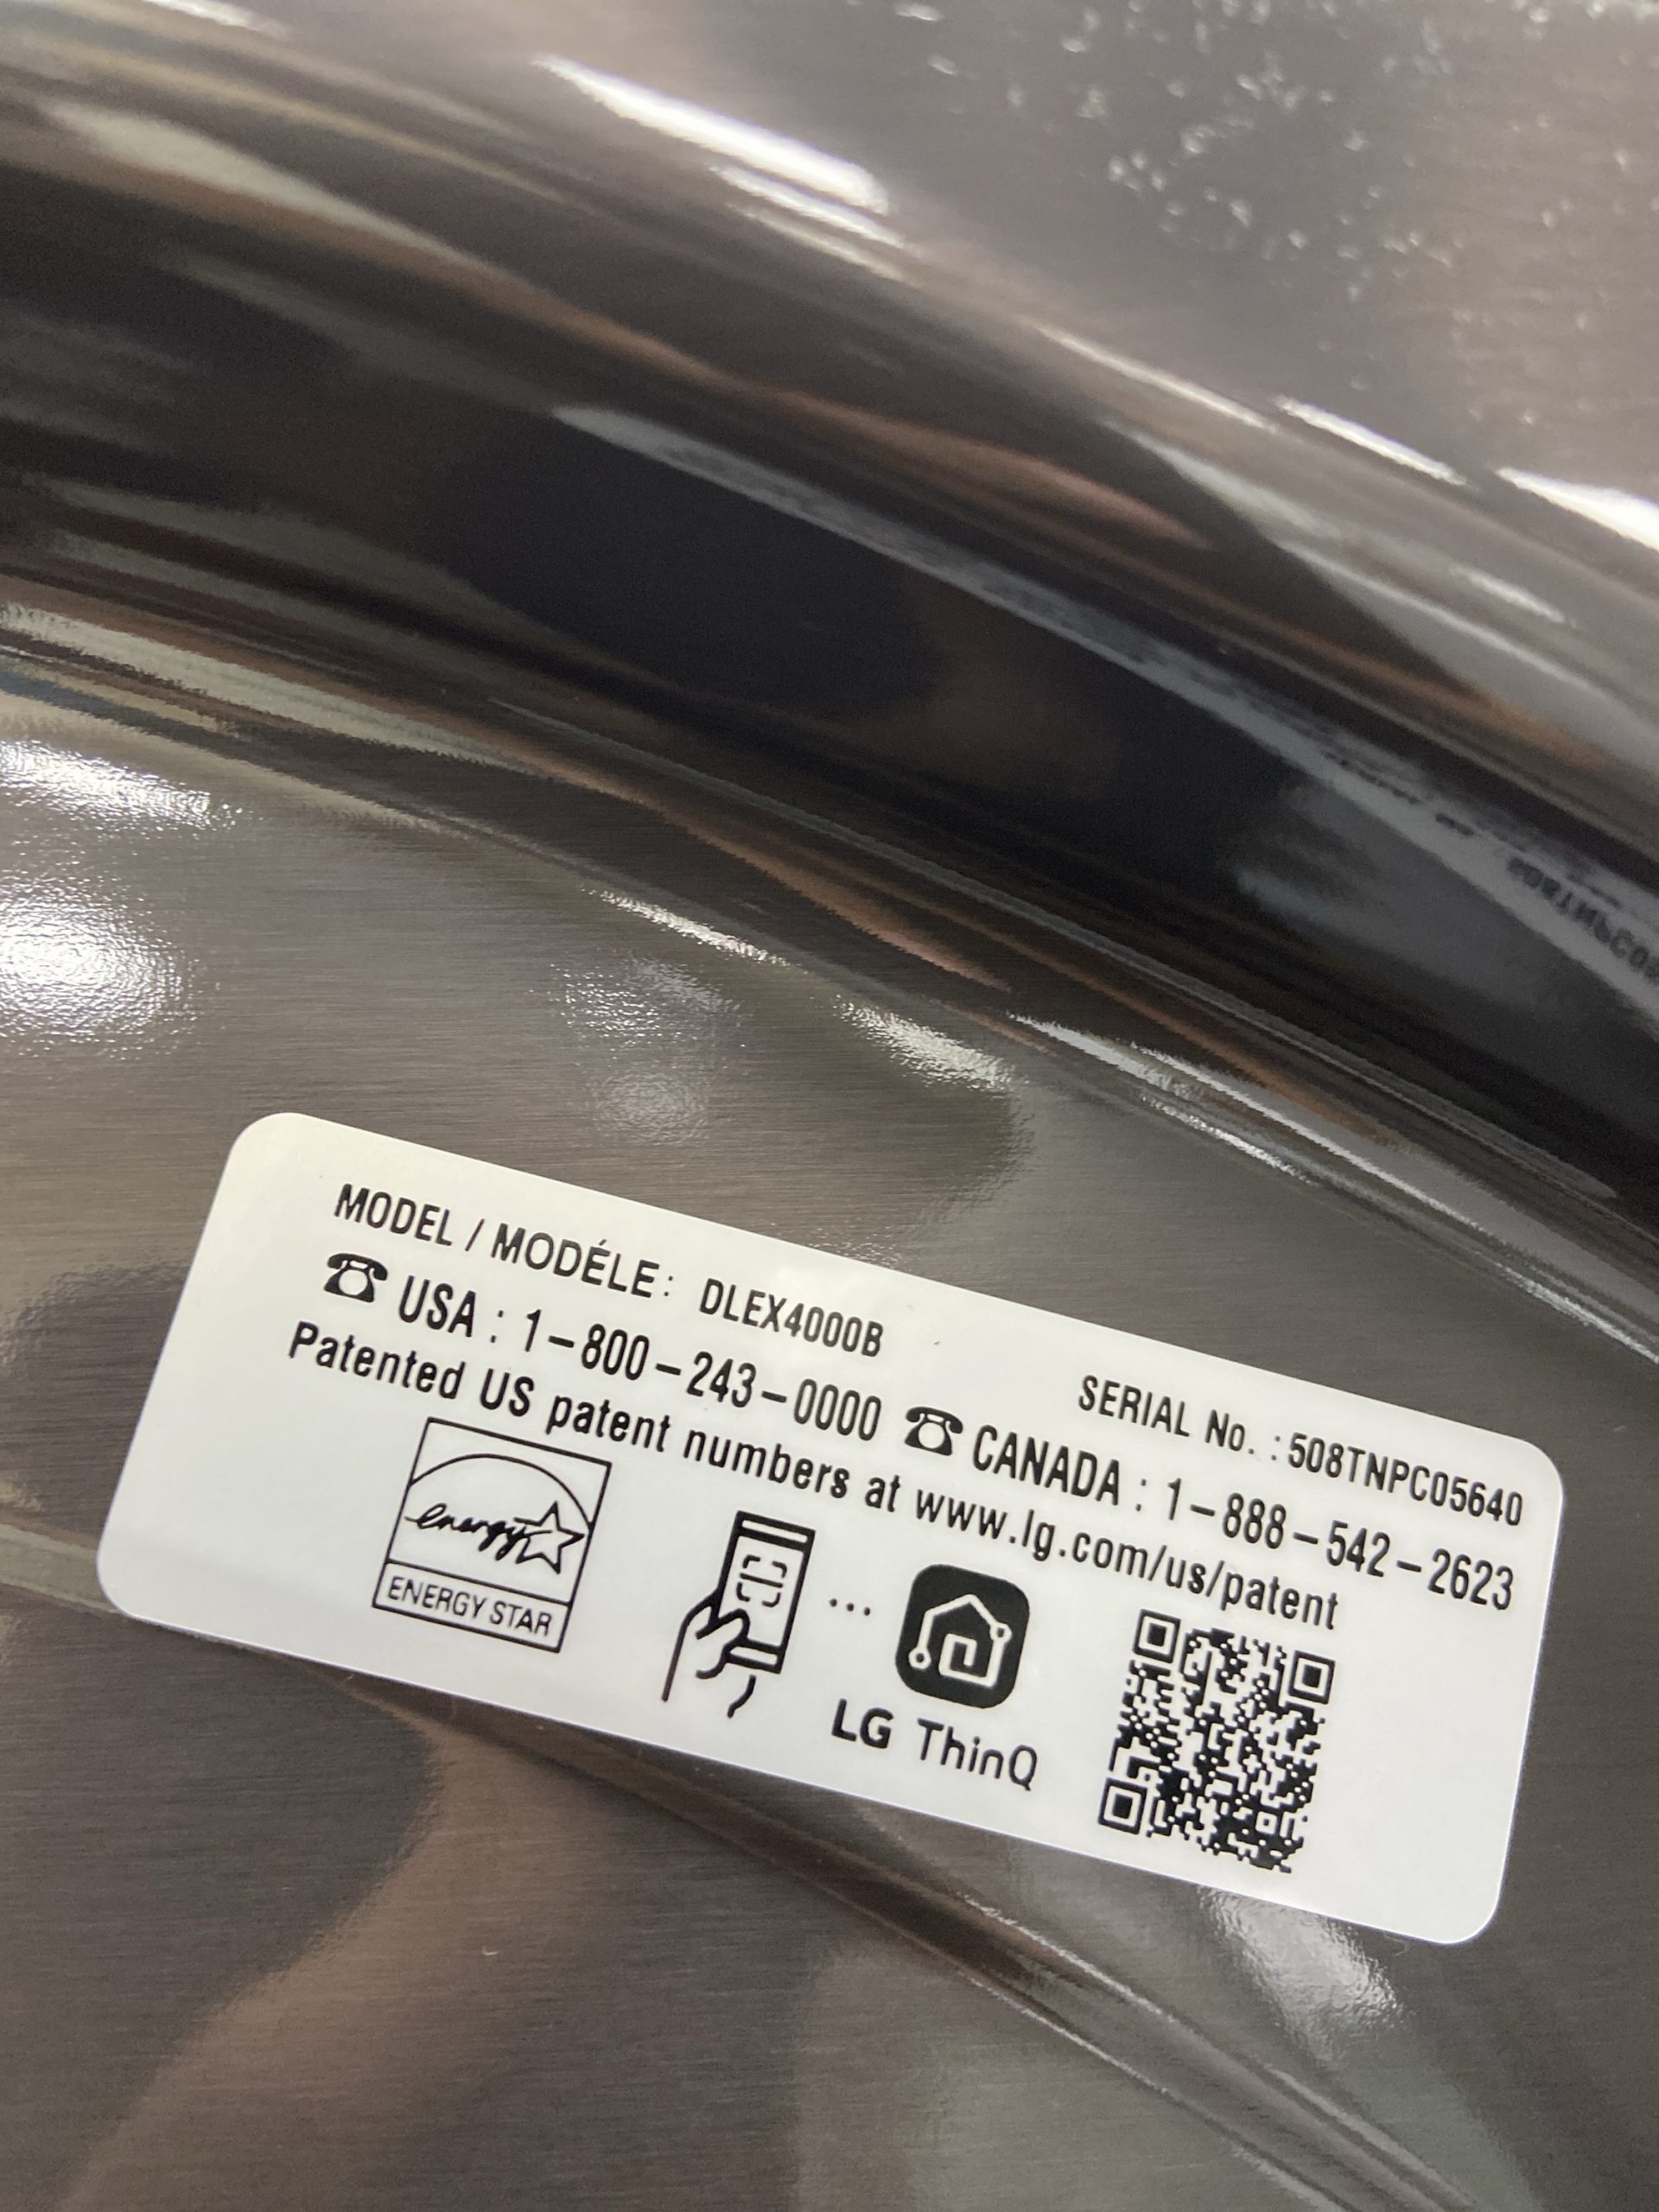 MODEL / MODÉLE: DLEX4000B SERIAL No. : 508TNPC05640
USA : 1-800-243-0000 CANADA : 1-888-542-2623
Patented US patent numbers at www.lg.com/us/patent
energy
ENERGY STAR
LG ThinQ